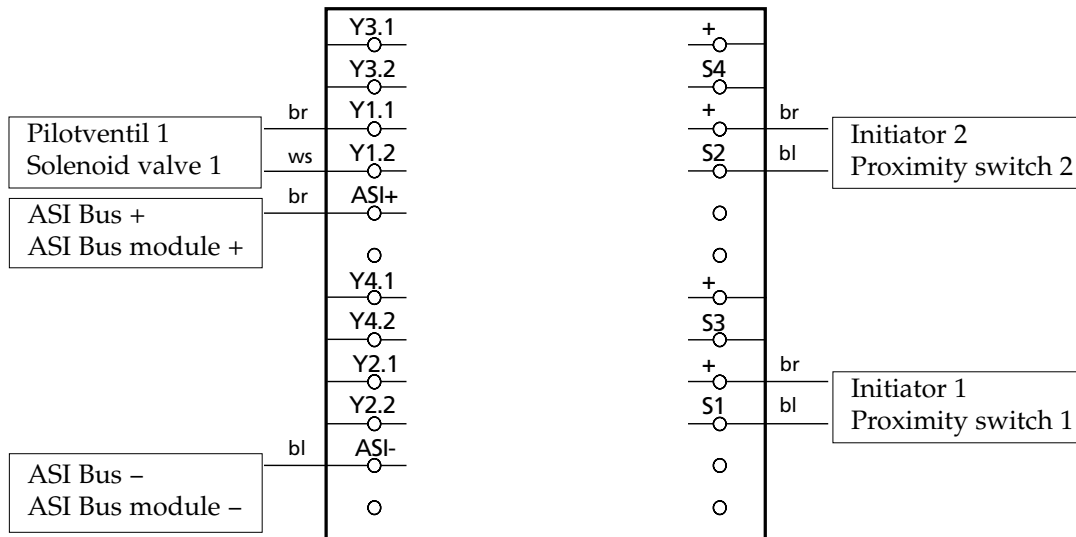 Y3.1
+
Y3.2
S4
br
Y1.1
+
br
Pilotventil 1
Solenoid valve 1
Initiator 2
Proximity switch 2
ws
Y1.2
S2
bl
br
ASI+
ASI Bus +
ASI Bus module +
Y4.1
+
Y4.2
S3
Y2.1
+
br
Initiator 1
Proximity switch 1
Y2.2
S1
bl
bl
ASI-
ASI Bus –
ASI Bus module –